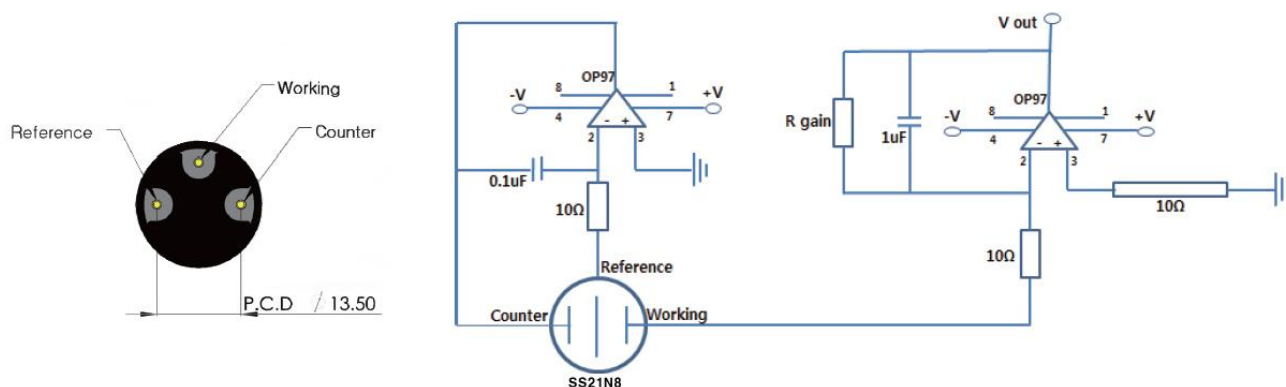 Working
Reference
Counter
P.C.D / 13.50
OP97
8
1
-V
+V
4
7
- +
2
3
0.1uF
10Ω
Reference
Counter
Working
SS21N8
V out
OP97
8
1
-V
+V
4
7
- +
2
3
R gain
1uF
10Ω
10Ω